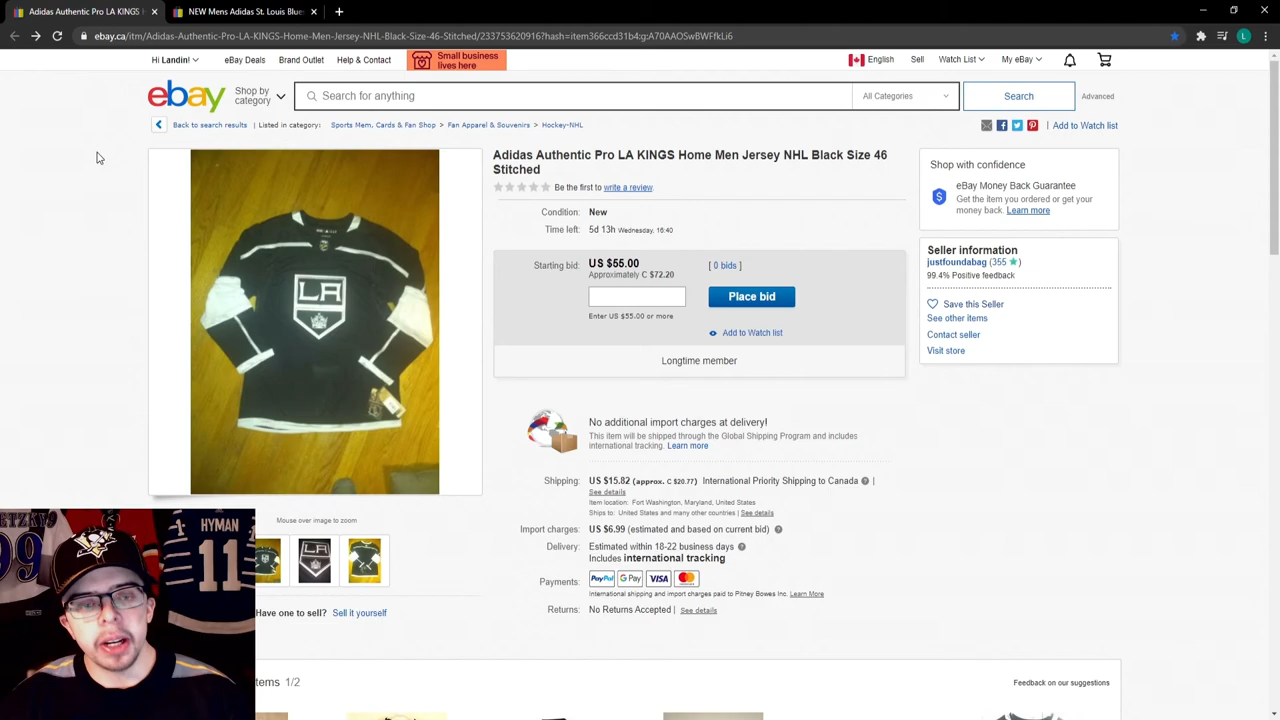 Adidas Authentic Pro LA KINGS
NEW Mens Adidas St. Louis Blue
ebay.ca/itm/Adidas-Authentic-Pro-LA-KINGS-Home-Men-Jersey-NHL-Black-Size-46-Stitched/233753620916?hash=item366ccd31b4:g:A70AAOSwBWFfkLi6
L
Hi Landin!
eBay Deals
Brand Outlet
Help & Contact
Small business
lives here
English
Sell
Watch List
My eBay
ebay
Shop by
category
Search for anything
All Categories
Search
Advanced
Back to search results
Listed in category:
Sports Mem, Cards & Fan Shop > Fan Apparel & Souvenirs > Hockey-NHL
Add to Watch list
LA
Adidas Authentic Pro LA KINGS Home Men Jersey NHL Black Size 46
Stitched
Be the first to write a review.
Condition: New
Time left: 5d 13h Wednesday, 16:40
Starting bid: US $55.00
[ 0 bids ]
Approximately C $72.20
Place bid
Enter US $55.00 or more
Add to Watch list
Longtime member
No additional import charges at delivery!
This item will be shipped through the Global Shipping Program and includes
international tracking. Learn more
Shipping: US $15.82 (approx. C $20.77) International Priority Shipping to Canada |
See details
Item location: Fort Washington, Maryland, United States
Ships to: United States and many other countries | See details
Import charges: US $6.99 (estimated and based on current bid)
Delivery: Estimated within 18-22 business days
Includes international tracking
Payments: PayPal G Pay VISA
International shipping and import charges paid to Pitney Bowes Inc. Learn More
Returns: No Returns Accepted | See details
Shop with confidence
eBay Money Back Guarantee
Get the item you ordered or get your
money back. Learn more
Seller information
justfoundabag (355 )
99.4% Positive feedback
Save this Seller
See other items
Contact seller
Visit store
Mouse over image to zoom
LA
Have one to sell? Sell it yourself
HYMAN
11
99
tems 1/2
Feedback on our suggestions